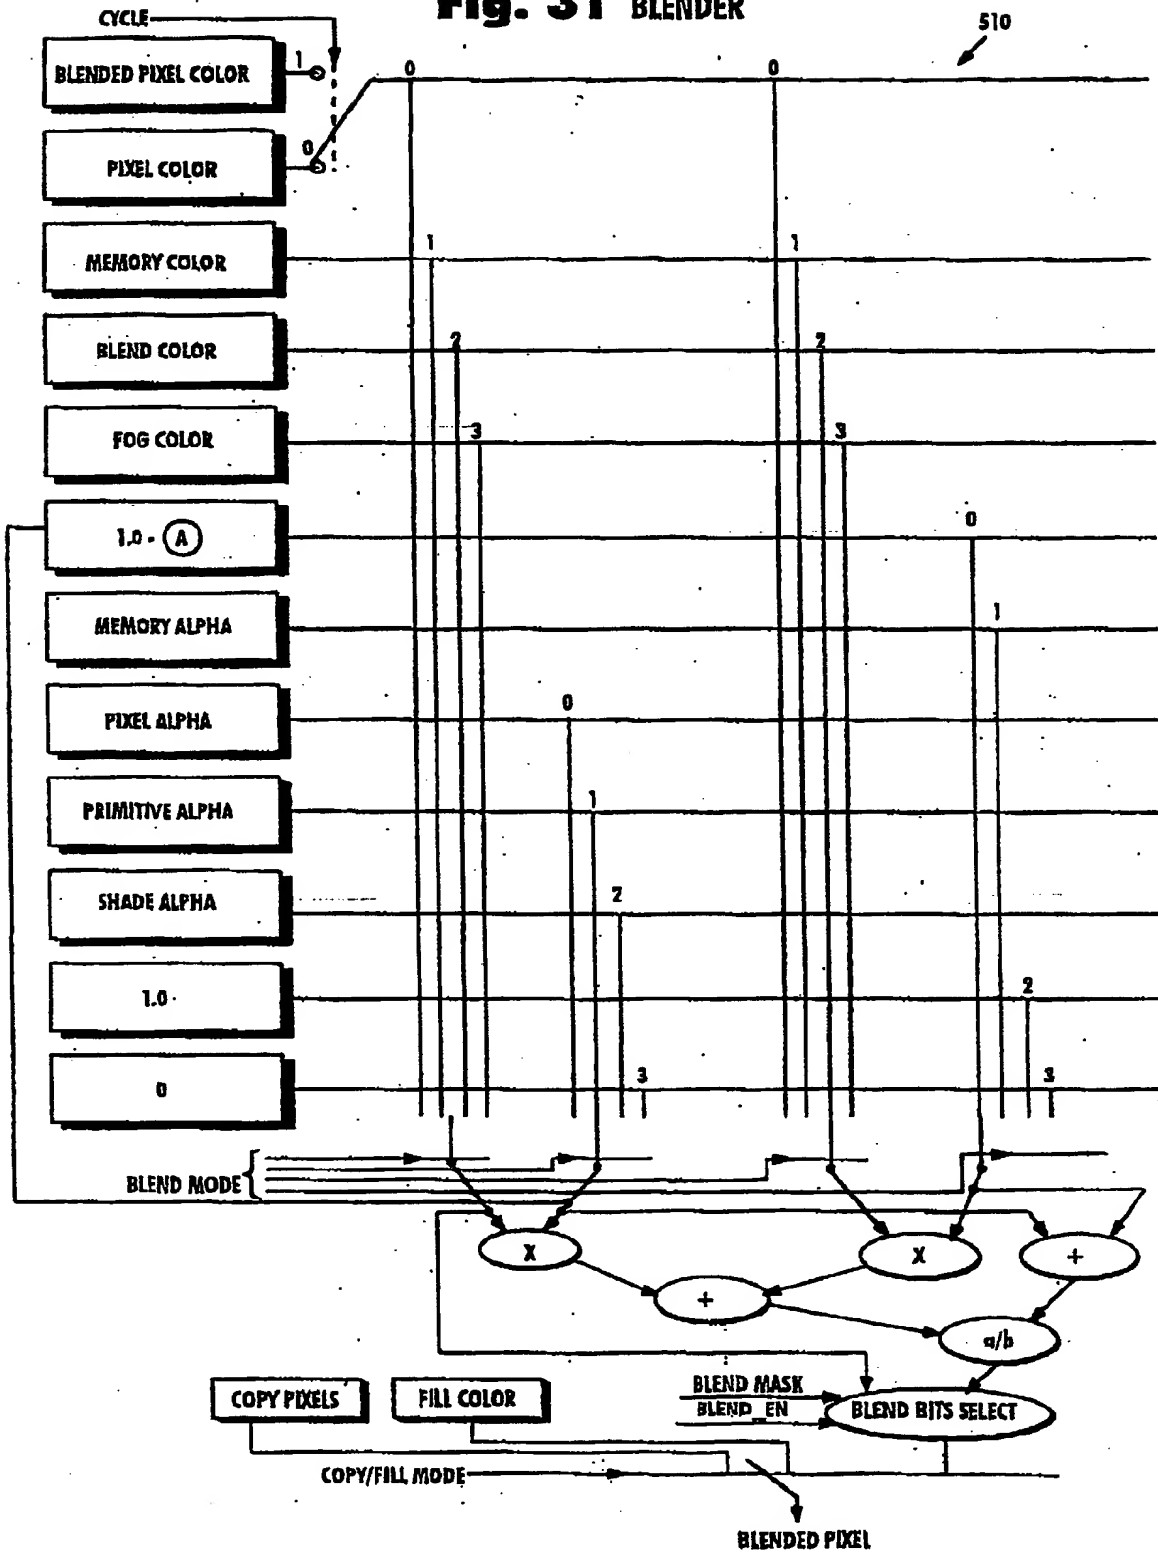 Fig. 31 BLENDER
CYCLE
510
BLENDED PIXEL COLOR
1
0
0
PIXEL COLOR
0
MEMORY COLOR
1
1
BLEND COLOR
2
2
FOG COLOR
3
3
1.0 - A
0
MEMORY ALPHA
1
PIXEL ALPHA
0
PRIMITIVE ALPHA
1
SHADE ALPHA
2
1.0
2
0
3
3
BLEND MODE
X
X
+
+
a/b
COPY PIXELS
FILL COLOR
BLEND MASK
BLEND_EN
BLEND BITS SELECT
COPY/FILL MODE
BLENDED PIXEL